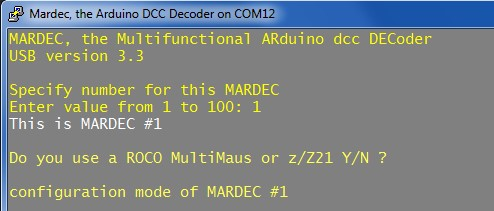 Mardec, the Arduino DCC Decoder on COM12
MARDEC, the Multifunctional ARduino dcc DECoder
USB version 3.3
Specify number for this MARDEC
Enter value from 1 to 100: 1
This is MARDEC #1
Do you use a ROCO MultiMaus or z/Z21 Y/N ?
configuration mode of MARDEC #1